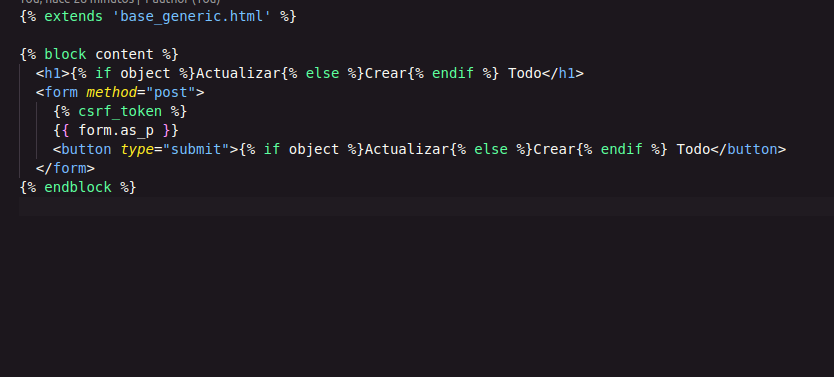 You, hace 20 minutos | 1 author (You)
{% extends 'base_generic.html' %}
{% block content %}
<h1>{% if object %}Actualizar{% else %}Crear{% endif %} Todo</h1>
<form method="post">
{% csrf_token %}
{{ form.as_p }}
<button type="submit">{% if object %}Actualizar{% else %}Crear{% endif %} Todo</button>
</form>
{% endblock %}